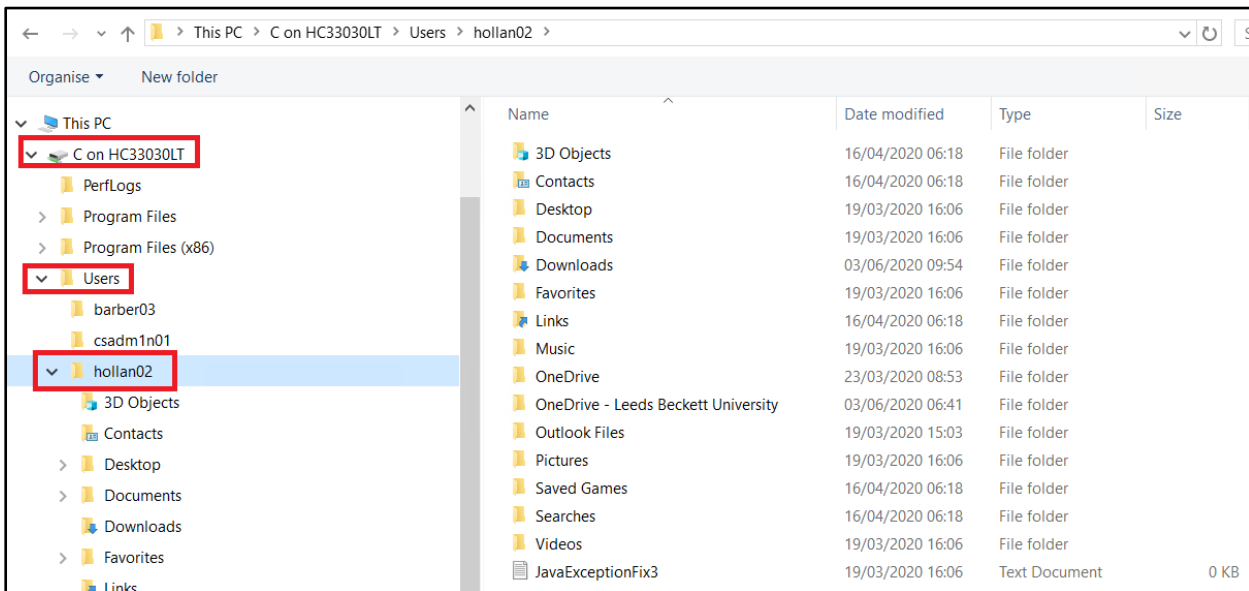 This PC > C on HC33030LT > Users > hollan02 >
Organise New folder
This PC
C on HC33030LT
PerfLogs
Program Files
Program Files (x86)
Users
barber03
csadm1n01
hollan02
3D Objects
Contacts
Desktop
Documents
Downloads
Favorites
Links
Name Date modified Type Size
3D Objects 16/04/2020 06:18 File folder
Contacts 16/04/2020 06:18 File folder
Desktop 19/03/2020 16:06 File folder
Documents 19/03/2020 16:06 File folder
Downloads 03/06/2020 09:54 File folder
Favorites 19/03/2020 16:06 File folder
Links 16/04/2020 06:18 File folder
Music 19/03/2020 16:06 File folder
OneDrive 23/03/2020 08:53 File folder
OneDrive - Leeds Beckett University 03/06/2020 06:41 File folder
Outlook Files 19/03/2020 15:03 File folder
Pictures 19/03/2020 16:06 File folder
Saved Games 16/04/2020 06:18 File folder
Searches 16/04/2020 06:18 File folder
Videos 19/03/2020 16:06 File folder
JavaExceptionFix3 19/03/2020 16:06 Text Document 0 KB